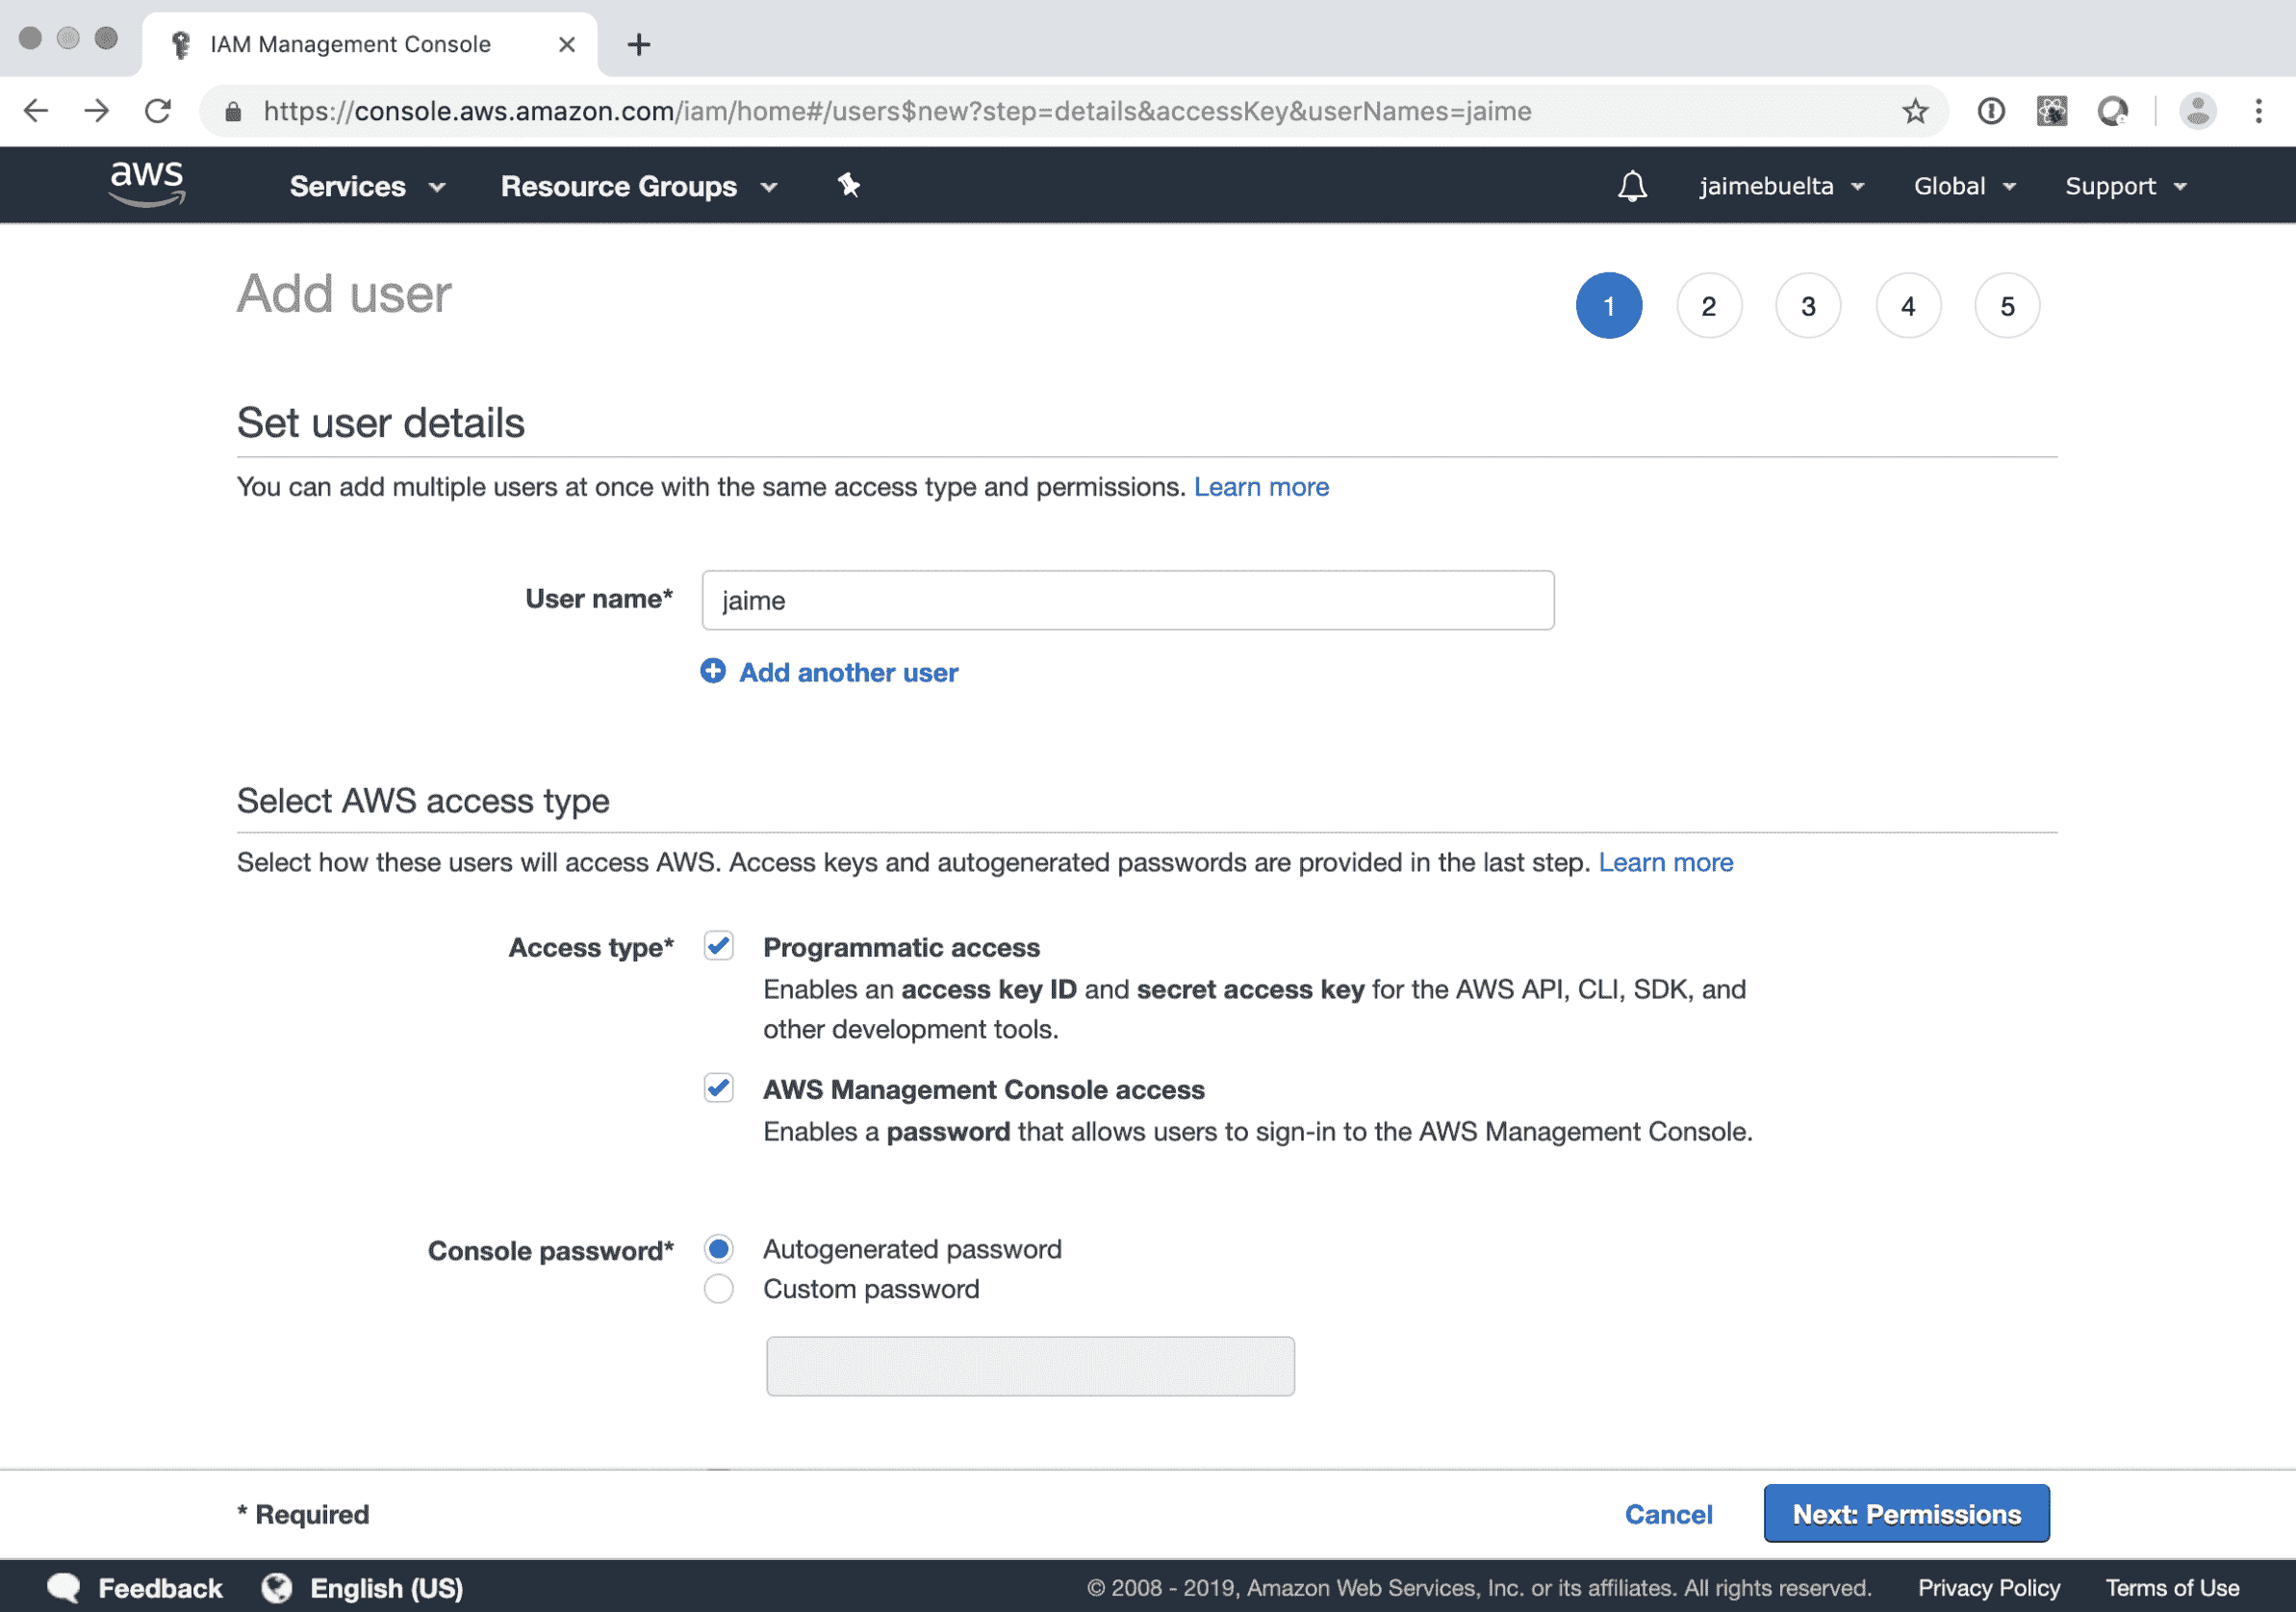 IAM Management Console
https://console.aws.amazon.com/iam/home#/users$new?step=details&accessKey&userNames=jaime
aws Services Resource Groups jaimebuelta Global Support
Add user 1 2 3 4 5
Set user details
You can add multiple users at once with the same access type and permissions. Learn more
User name* jaime
Add another user
Select AWS access type
Select how these users will access AWS. Access keys and autogenerated passwords are provided in the last step. Learn more
Access type* Programmatic access
Enables an access key ID and secret access key for the AWS API, CLI, SDK, and
other development tools.
AWS Management Console access
Enables a password that allows users to sign-in to the AWS Management Console.
Console password* Autogenerated password
Custom password
* Required Cancel Next: Permissions
Feedback English (US) © 2008 - 2019, Amazon Web Services, Inc. or its affiliates. All rights reserved. Privacy Policy Terms of Use